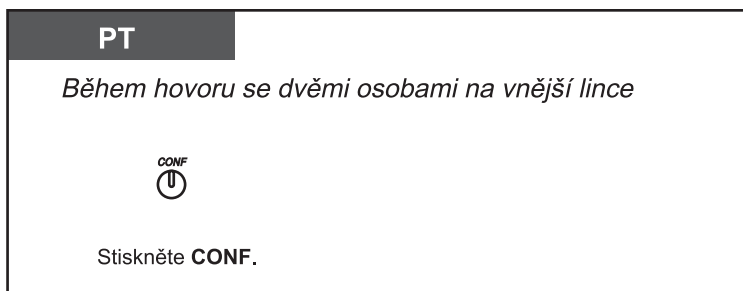 PT
Během hovoru se dvěmi osobami na vnější lince
CONF
Stiskněte CONF.